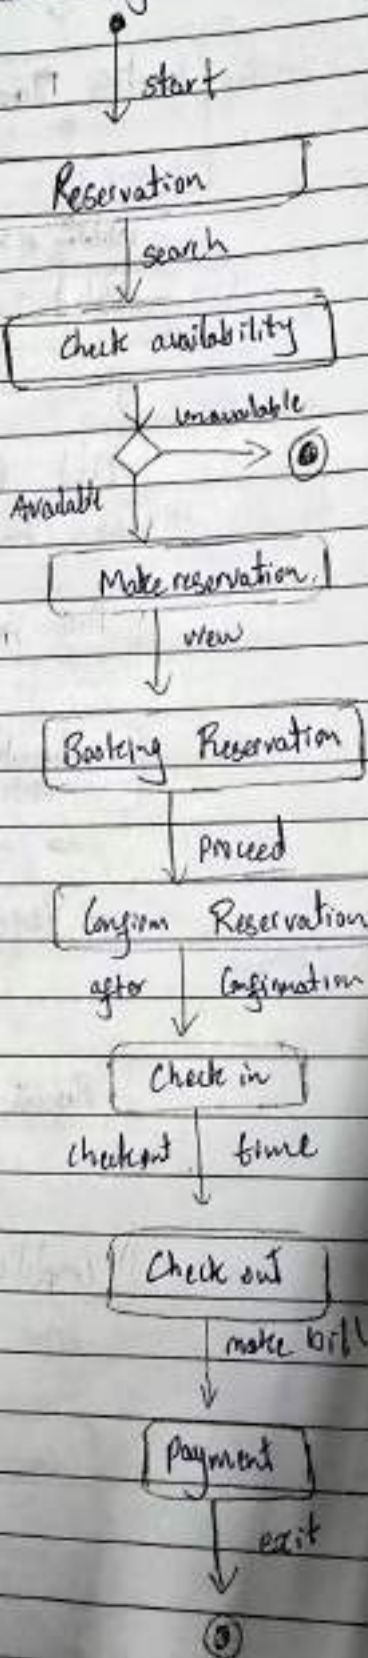 start
Reservation
search
Check availability
Unavailable
Available
Make reservation.
view
Booking Reservation
Proceed
Confirm Reservation
after Confirmation
Check in
checkout time
Check out
make bill
Payment
exit